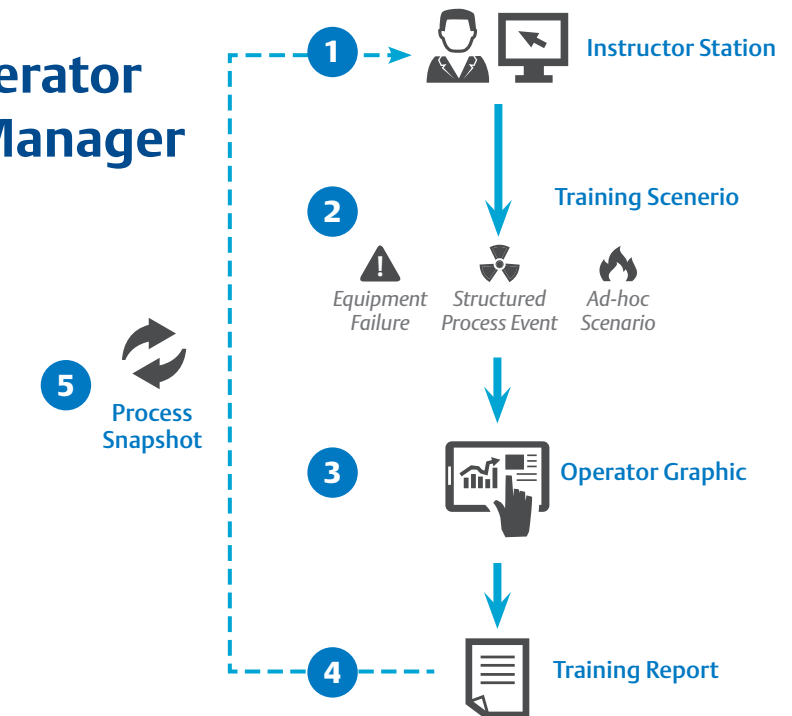 erator
Manager
1
Instructor Station
2
Training Scenerio
Equipment
Failure
Structured
Process Event
Ad-hoc
Scenario
5
Process
Snapshot
3
Operator Graphic
4
Training Report